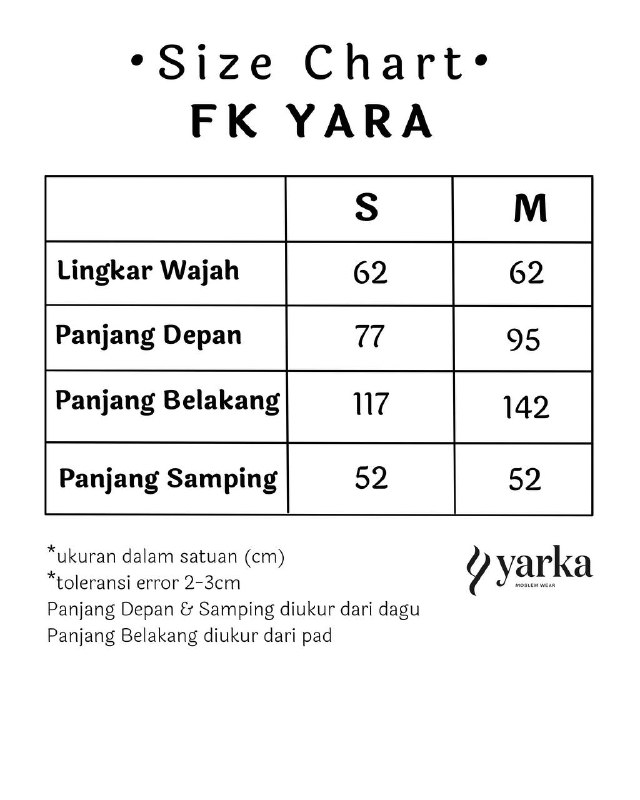 •Size Chart•
FK YARA
S M
Lingkar Wajah 62 62
Panjang Depan 77 95
Panjang Belakang 117 142
Panjang Samping 52 52
*ukuran dalam satuan (cm)
*toleransi error 2-3cm
Panjang Depan & Samping diukur dari dagu
Panjang Belakang diukur dari pad
yarka
MOSLEM WEAR